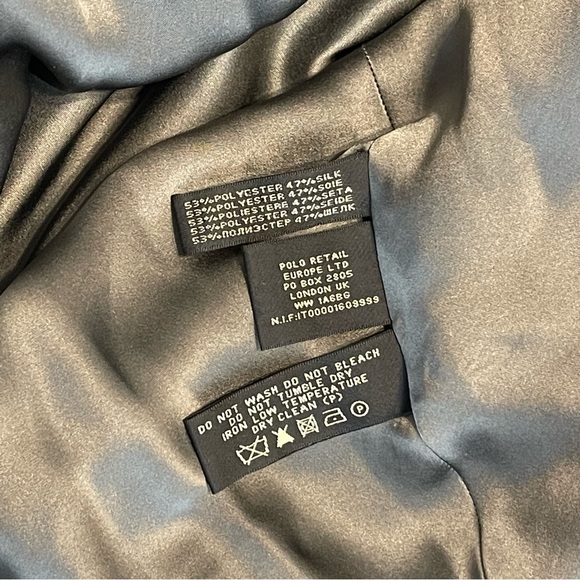 53%POLYESTER 47%SILK
53%POLYESTER 47%SOIE
53%POLIESTERE 47%SETA
53%POLYESTER 47%SEIDE
53%ПОЛИЭСТЕР 47%ШЕЛК
POLO RETAIL
EUROPE LTD
PO BOX 2805
LONDON UK
WW 1A6BG
N.I.F:IT00001609999
DO NOT WASH DO NOT BLEACH
DO NOT TUMBLE DRY
IRON LOW TEMPERATURE
DRY CLEAN (P)
P